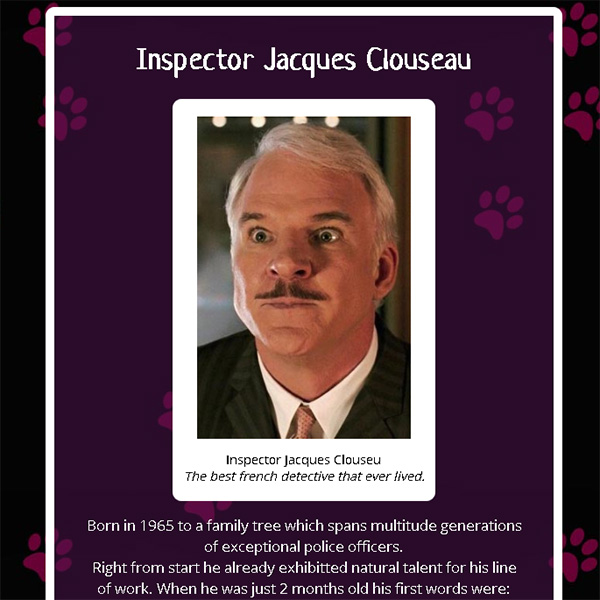 Inspector Jacques Clouseau
Inspector Jacques Clouseu
The best french detective that ever lived.
Born in 1965 to a family tree which spans multitude generations
of exceptional police officers.
Right from start he already exhibitted natural talent for his line
of work. When he was just 2 months old his first words were: